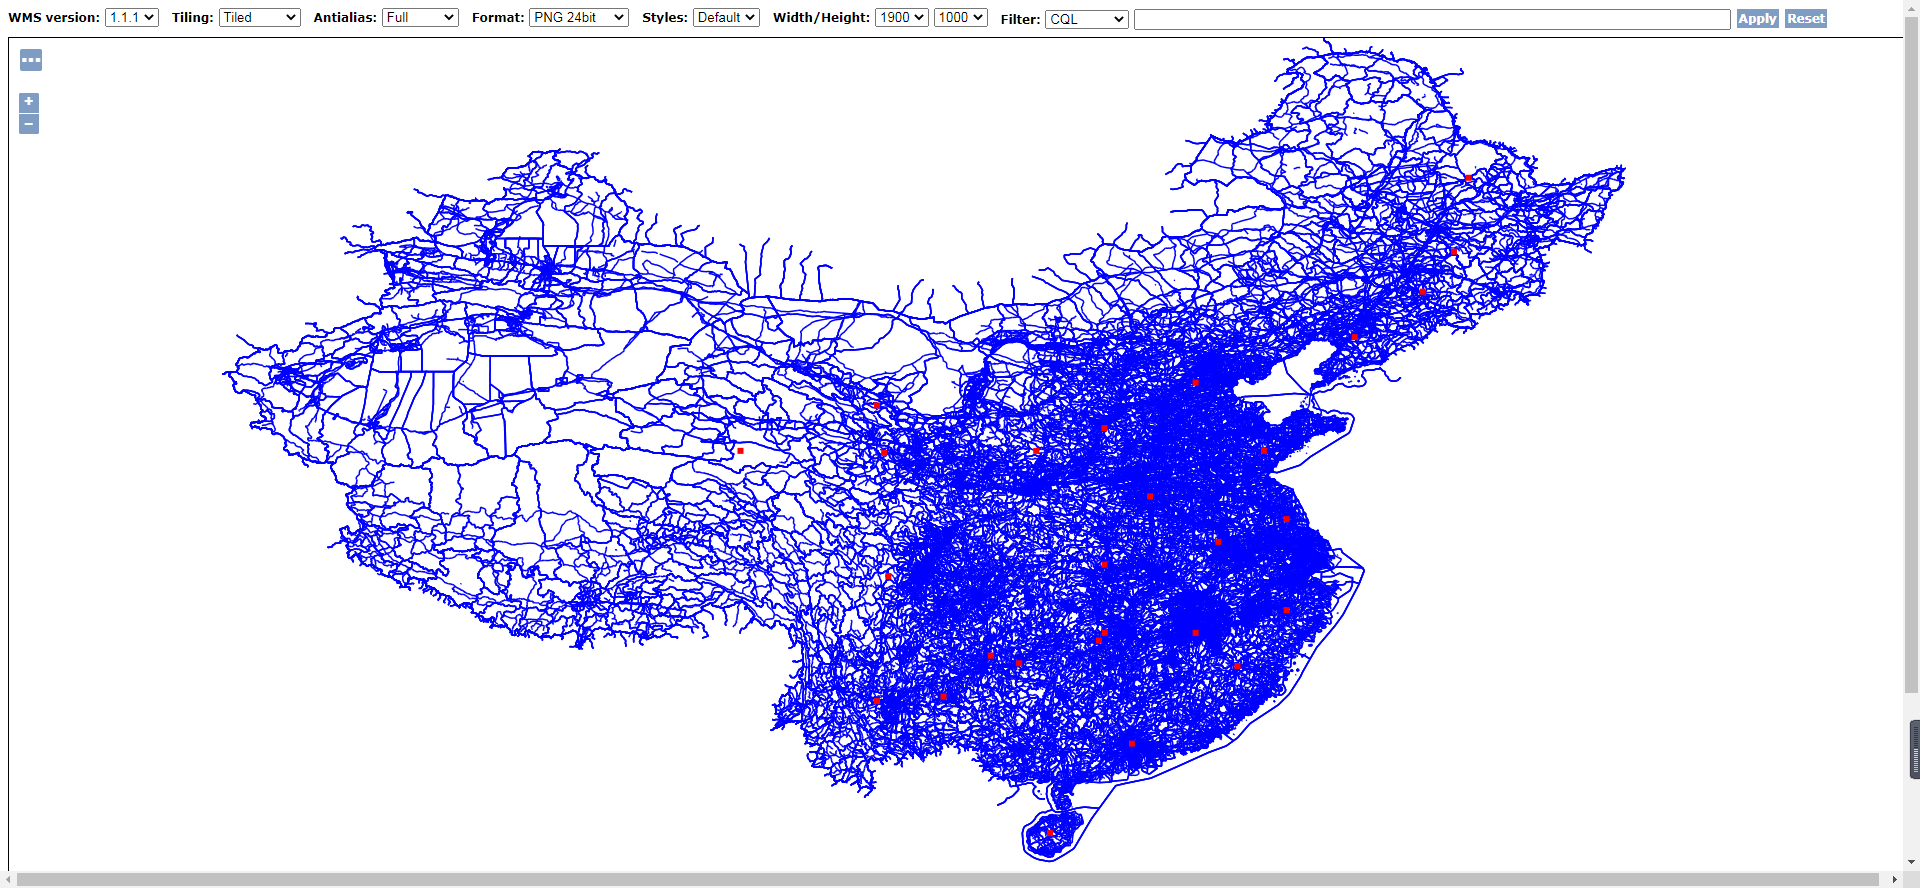 WMS version: 1.1.1 Tiling: Tiled Antialias: Full Format: PNG 24bit Styles: Default Width/Height: 1900 1000 Filter: CQL Apply Reset
+
−